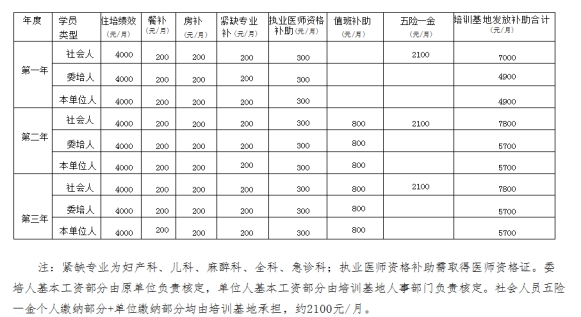 年度 学员类型 住培绩效(元/月) 餐补(元/月) 房补(元/月) 紧缺专业补(元/月) 执业医师资格补助(元/月) 值班补助(元/月) 五险一金(元/月) 培训基地发放补助合计(元/月)
第一年 社会人 4000 200 200 200 300 2100 7000
委培人 4000 200 200 200 300 4900
本单位人 4000 200 200 200 300 4900
第二年 社会人 4000 200 200 200 300 800 2100 7800
委培人 4000 200 200 200 300 800 5700
本单位人 4000 200 200 200 300 800 5700
第三年 社会人 4000 200 200 200 300 800 2100 7800
委培人 4000 200 200 200 300 800 5700
本单位人 4000 200 200 200 300 800 5700
注：紧缺专业为妇产科、儿科、麻醉科、全科、急诊科；执业医师资格补助需取得医师资格证。委
培人基本工资部分由原单位负责核定，单位人基本工资部分由培训基地人事部门负责核定。社会人员五险
一金个人缴纳部分+单位缴纳部分均由培训基地承担，约2100元/月。